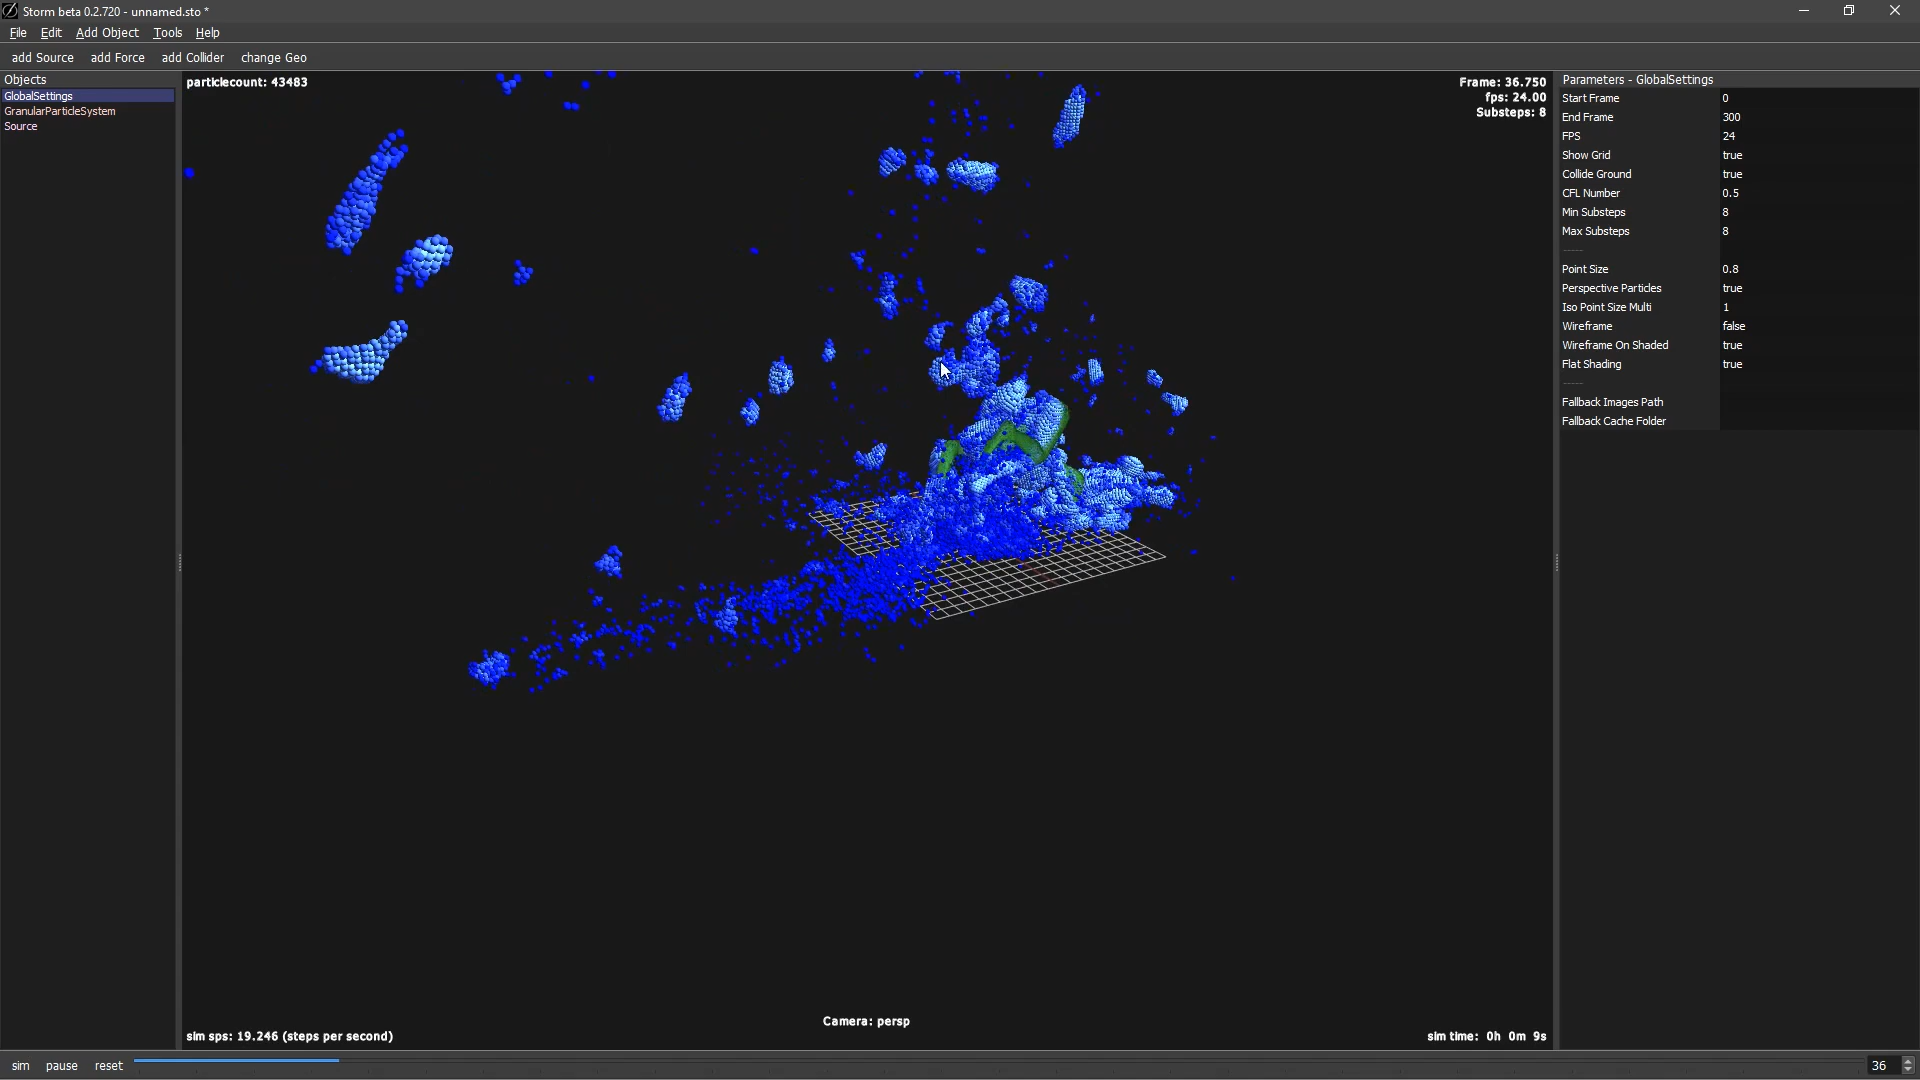 Storm beta 0.2.720 - unnamed.sto *
File Edit Add Object Tools Help
add Source add Force add Collider change Geo
Objects
GlobalSettings
GranularParticleSystem
Source
particlecount: 43483
Frame: 36.750
fps: 24.00
Substeps: 8
Camera: persp
sim sps: 19.246 (steps per second)
sim time: 0h 0m 9s
Parameters - GlobalSettings
Start Frame 0
End Frame 300
FPS 24
Show Grid true
Collide Ground true
CFL Number 0.5
Min Substeps 8
Max Substeps 8
-----
Point Size 0.8
Perspective Particles true
Iso Point Size Multi 1
Wireframe false
Wireframe On Shaded true
Flat Shading true
-----
Fallback Images Path
Fallback Cache Folder
sim pause reset 36